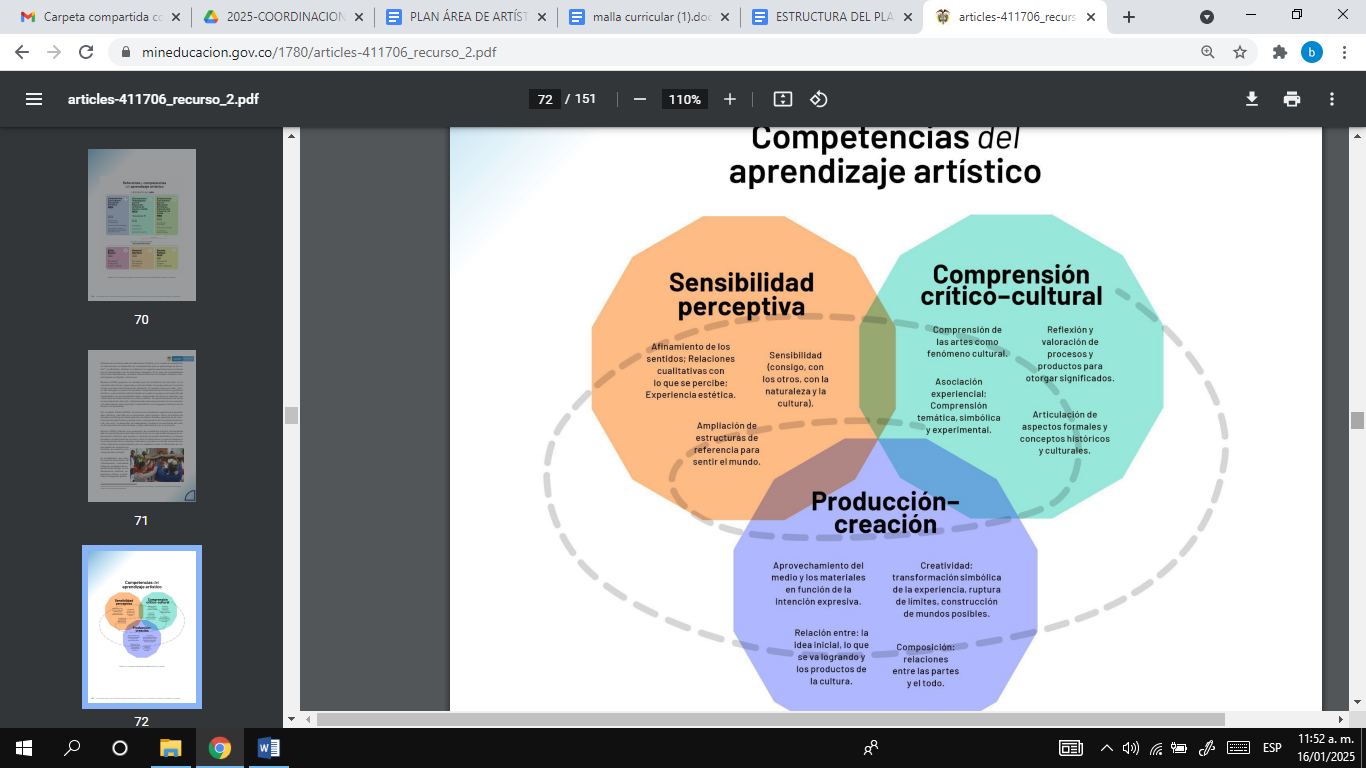 Carpeta compartida co
2025-COORDINACION
PLAN ÁREA DE ARTÍST
malla curricular (1).doc
ESTRUCTURA DEL PLA
articles-411706_recurs
mineducacion.gov.co/1780/articles-411706_recurso_2.pdf
b
articles-411706_recurso_2.pdf
72 / 151
110%
70
71
72
Competencias del
aprendizaje artístico
Sensibilidad
perceptiva
Afinamiento de los
sentidos; Relaciones
cualitativas con
lo que se percibe;
Experiencia estética.
Sensibilidad
(consigo, con
los otros, con la
naturaleza y la
cultura).
Ampliación de
estructuras de
referencia para
sentir el mundo.
Comprensión
crítico-cultural
Comprensión de
las artes como
fenómeno cultural.
Reflexión y
valoración de
procesos y
productos para
otorgar significados.
Asociación
experiencial;
Comprensión
temática, simbólica
y experimental.
Articulación de
aspectos formales y
conceptos históricos
y culturales.
Producción–
creación
Aprovechamiento del
medio y los materiales
en función de la
intención expresiva.
Creatividad:
transformación simbólica
de la experiencia, ruptura
de límites, construcción
de mundos posibles.
Relación entre: la
idea inicial, lo que
se va logrando y
los productos de
la cultura.
Composición:
relaciones
entre las partes
y el todo.
ESP
11:52 a. m.
16/01/2025